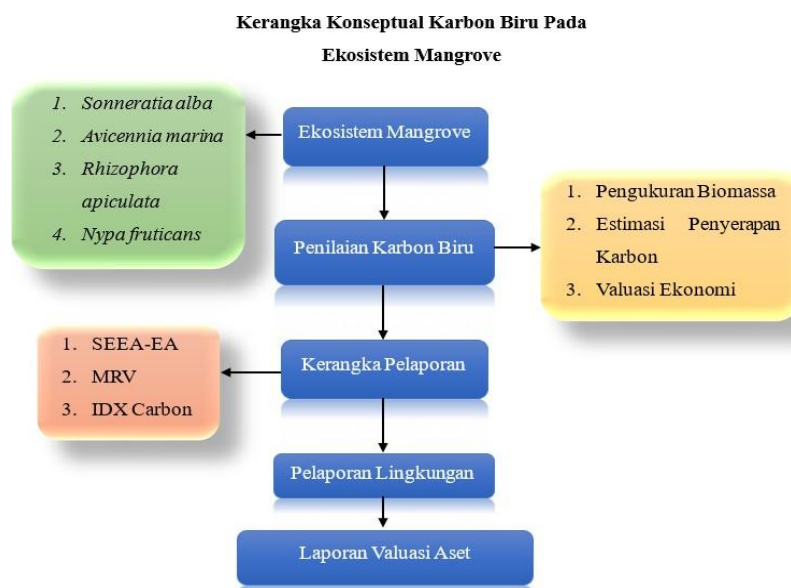 Kerangka Konseptual Karbon Biru Pada
Ekosistem Mangrove
1. Sonneratia alba
2. Avicennia marina
3. Rhizophora
apiculata
4. Nypa fruticans
Ekosistem Mangrove
Penilaian Karbon Biru
1. Pengukuran Biomassa
2. Estimasi Penyerapan
Karbon
3. Valuasi Ekonomi
1. SEEA-EA
2. MRV
3. IDX Carbon
Kerangka Pelaporan
Pelaporan Lingkungan
Laporan Valuasi Aset